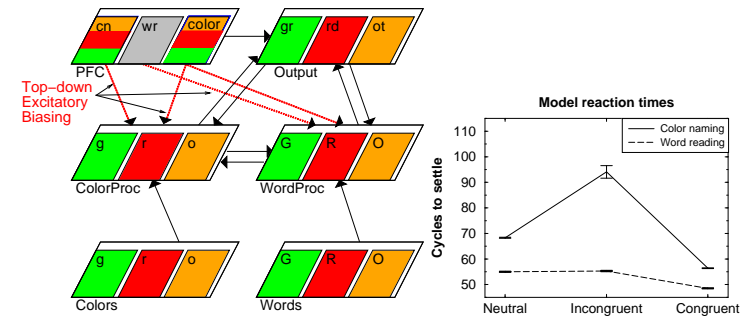 cn wr color
gr rd ot
PFC
Output
Top–down
Excitatory
Biasing
g r o
G R O
ColorProc
WordProc
g r o
G R O
Colors
Words
Model reaction times
Color naming
Word reading
Cycles to settle
110
100
90
80
70
60
50
Neutral Incongruent Congruent